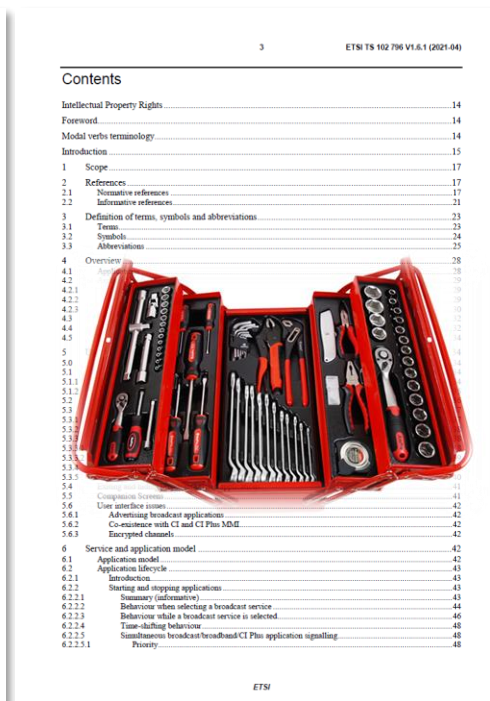 3
ETSI TS 102 796 V1.6.1 (2021-04)
Contents
Intellectual Property Rights 14
Foreword 14
Modal verbs terminology 14
Introduction 15
1 Scope 17
2 References 17
2.1 Normative references 17
2.2 Informative references 21
3 Definition of terms, symbols and abbreviations 23
3.1 Terms 23
3.2 Symbols 24
3.3 Abbreviations 25
4 Overview 28
4.1 28
4.2 29
4.2.1
4.2.2
4.2.3
4.3
4.4
4.5
5
5.0
5.1
5.1.1
5.1.2
5.2
5.3
5.3.1
5.3.2
5.3.3
5.3.4
5.3.5
5.4 41
5.5 Companion Screens 41
5.6 User interface issues 42
5.6.1 Advertising broadcast applications 42
5.6.2 Co-existence with CI and CI Plus MMI 42
5.6.3 Encrypted channels 42
6 Service and application model 42
6.1 Application model 42
6.2 Application lifecycle 43
6.2.1 Introduction 43
6.2.2 Starting and stopping applications 43
6.2.2.1 Summary (informative) 43
6.2.2.2 Behaviour when selecting a broadcast service 44
6.2.2.3 Behaviour while a broadcast service is selected 46
6.2.2.4 Time-shifting behaviour 48
6.2.2.5 Simultaneous broadcast/broadband/CI Plus application signalling 48
6.2.2.5.1 Priority 48
ETSI